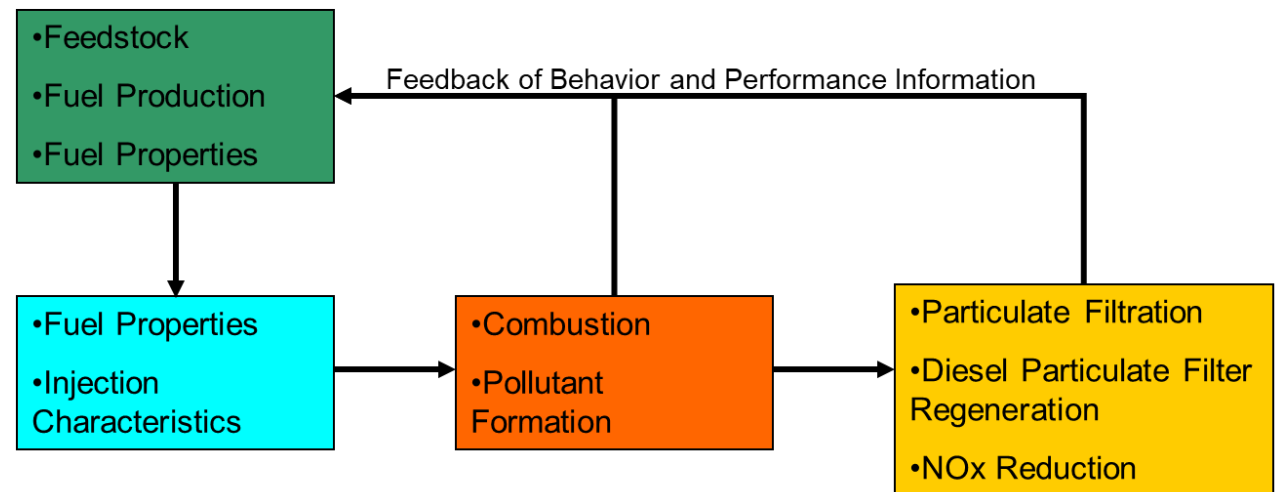 •Feedstock
•Fuel Production
•Fuel Properties
Feedback of Behavior and Performance Information
•Fuel Properties
•Injection
Characteristics
•Combustion
•Pollutant
Formation
•Particulate Filtration
•Diesel Particulate Filter
Regeneration
•NOx Reduction